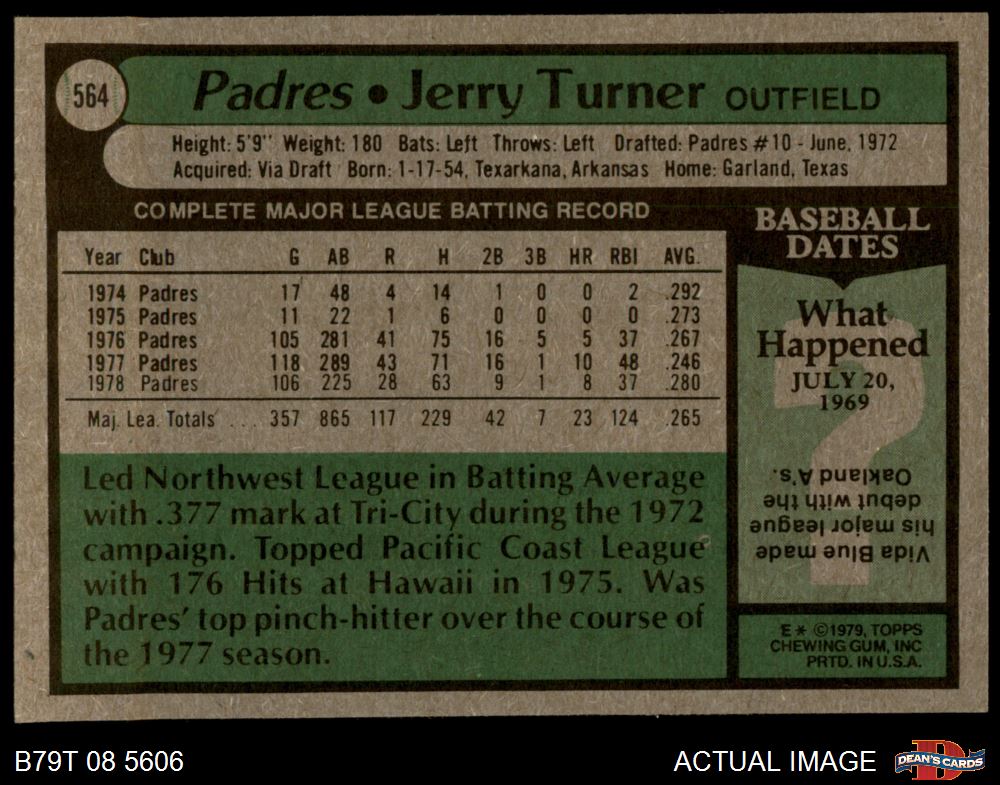 564
Padres • Jerry Turner OUTFIELD
Height: 5'9" Weight: 180 Bats: Left Throws: Left Drafted: Padres #10 - June, 1972
Acquired: Via Draft Born: 1-17-54, Texarkana, Arkansas Home: Garland, Texas
COMPLETE MAJOR LEAGUE BATTING RECORD
Year Club G AB R H 2B 3B HR RBI AVG.
1974 Padres 17 48 4 14 1 0 0 2 .292
1975 Padres 11 22 1 6 0 0 0 0 .273
1976 Padres 105 281 41 75 16 5 5 37 .267
1977 Padres 118 289 43 71 16 1 10 48 .246
1978 Padres 106 225 28 63 9 1 8 37 .280
Maj. Lea. Totals ... 357 865 117 229 42 7 23 124 .265
Led Northwest League in Batting Average
with .377 mark at Tri-City during the 1972
campaign. Topped Pacific Coast League
with 176 Hits at Hawaii in 1975. Was
Padres' top pinch-hitter over the course of
the 1977 season.
BASEBALL
DATES
What
Happened
JULY 20,
1969
?
Vida Blue made
his major league
debut with the
Oakland A's.
E* ©1979, TOPPS
CHEWING GUM, INC
PRTD. IN U.S.A.
B79T 08 5606
ACTUAL IMAGE
D
DEAN'S CARDS